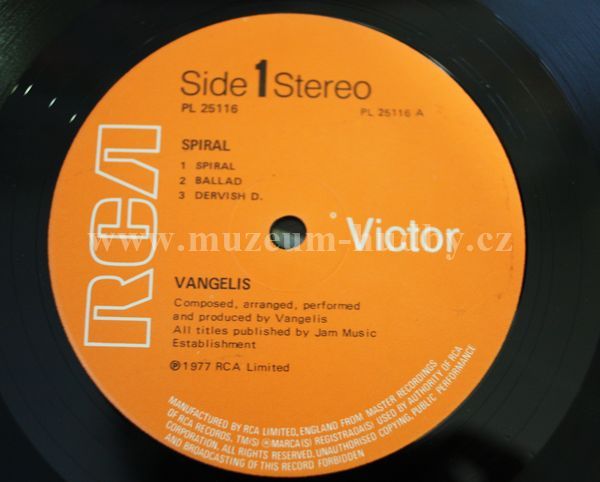 Side 1 Stereo
PL 25116
PL 25116 A
SPIRAL
1 SPIRAL
2 BALLAD
3 DERVISH D.
RCA
Victor
www.muzeum-hudby.cz
VANGELIS
Composed, arranged, performed
and produced by Vangelis
All titles published by Jam Music
Establishment
℗1977 RCA Limited
MANUFACTURED BY RCA LIMITED, ENGLAND FROM MASTER RECORDINGS
OF RCA RECORDS, TM(S) ® MARCA(S) REGISTRADA(S) USED BY AUTHORITY OF RCA
CORPORATION. ALL RIGHTS RESERVED. UNAUTHORISED COPYING, PUBLIC PERFORMANCE
AND BROADCASTING OF THIS RECORD FORBIDDEN